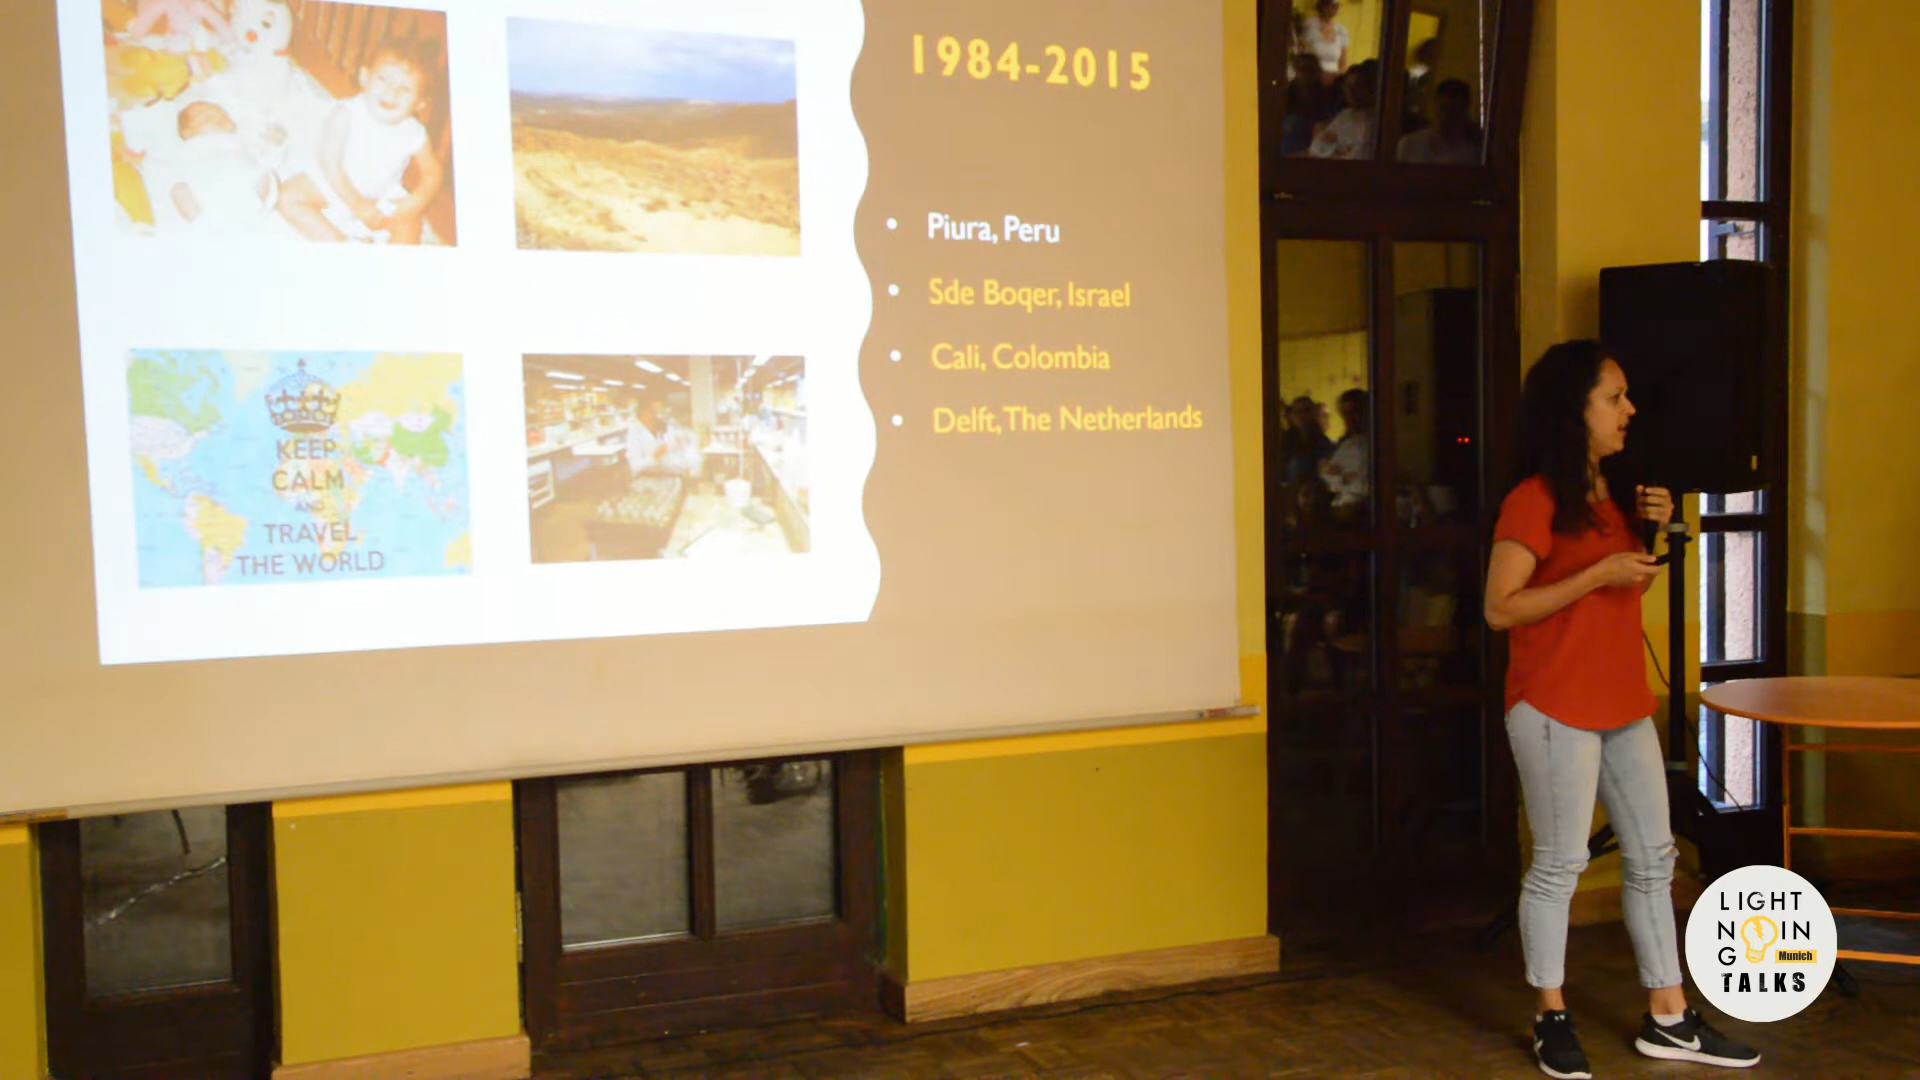 1984-2015
• Piura, Peru
• Sde Boqer, Israel
• Cali, Colombia
• Delft, The Netherlands
KEEP
CALM
AND
TRAVEL
THE WORLD
LIGHT
N IN
G Munich
TALKS